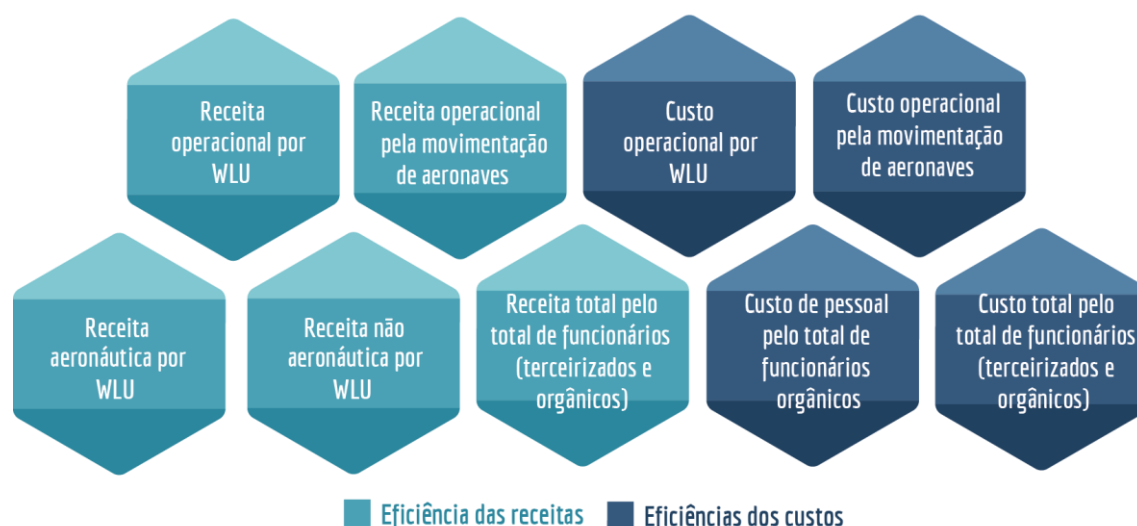 Receita
operacional por
WLU
Receita operacional
pela movimentação
de aeronaves
Custo
operacional por
WLU
Custo operacional
pela movimentação
de aeronaves
Receita
aeronáutica por
WLU
Receita não
aeronáutica por
WLU
Receita total pelo
total de funcionários
(terceirizados e
orgânicos)
Custo de pessoal
pelo total de
funcionários
orgânicos
Custo total pelo
total de funcionários
(terceirizados e
orgânicos)
Eficiência das receitas
Eficiências dos custos